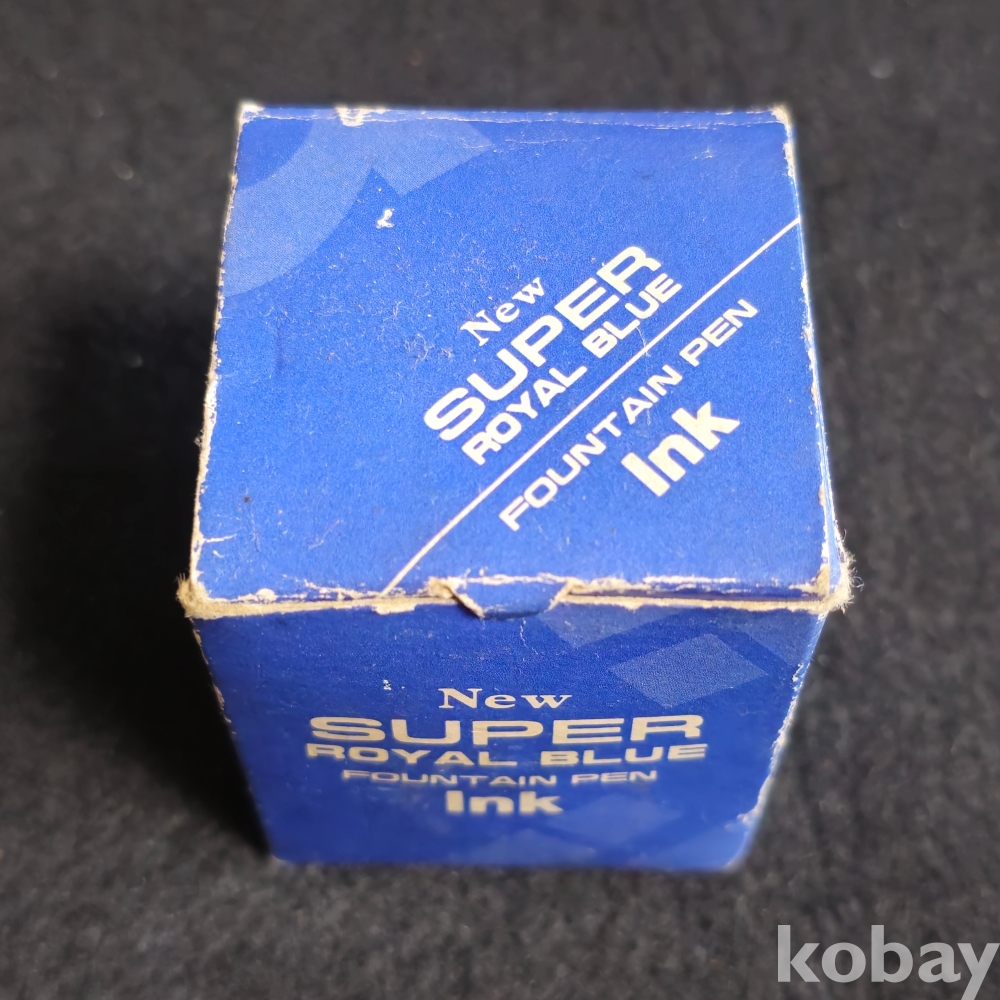 New
SUPER
ROYAL BLUE
FOUNTAIN PEN
Ink
New
SUPER
ROYAL BLUE
FOUNTAIN PEN
Ink
kobay